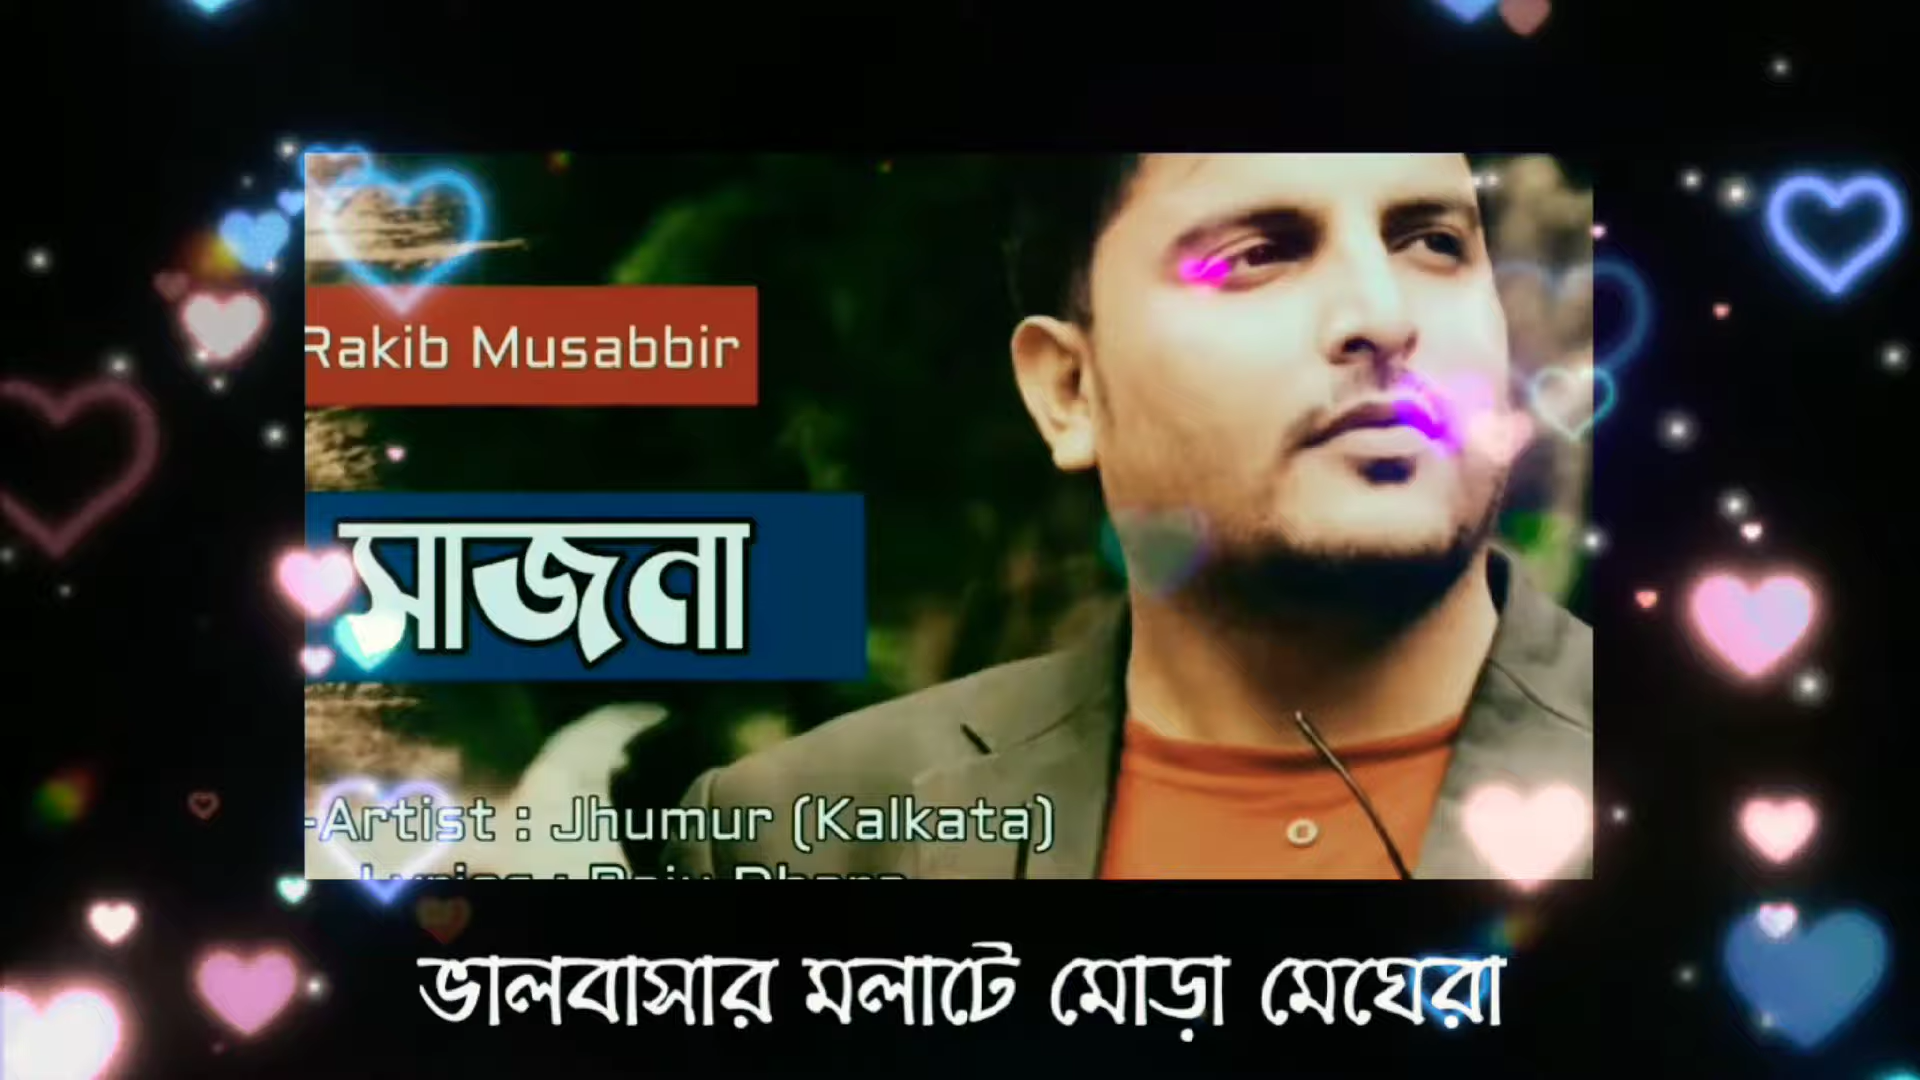 Rakib Musabbir
সাজনা
-Artist : Jhumur (Kalkata)
ভালবাসার মলাটে মোড়া মেঘেরা